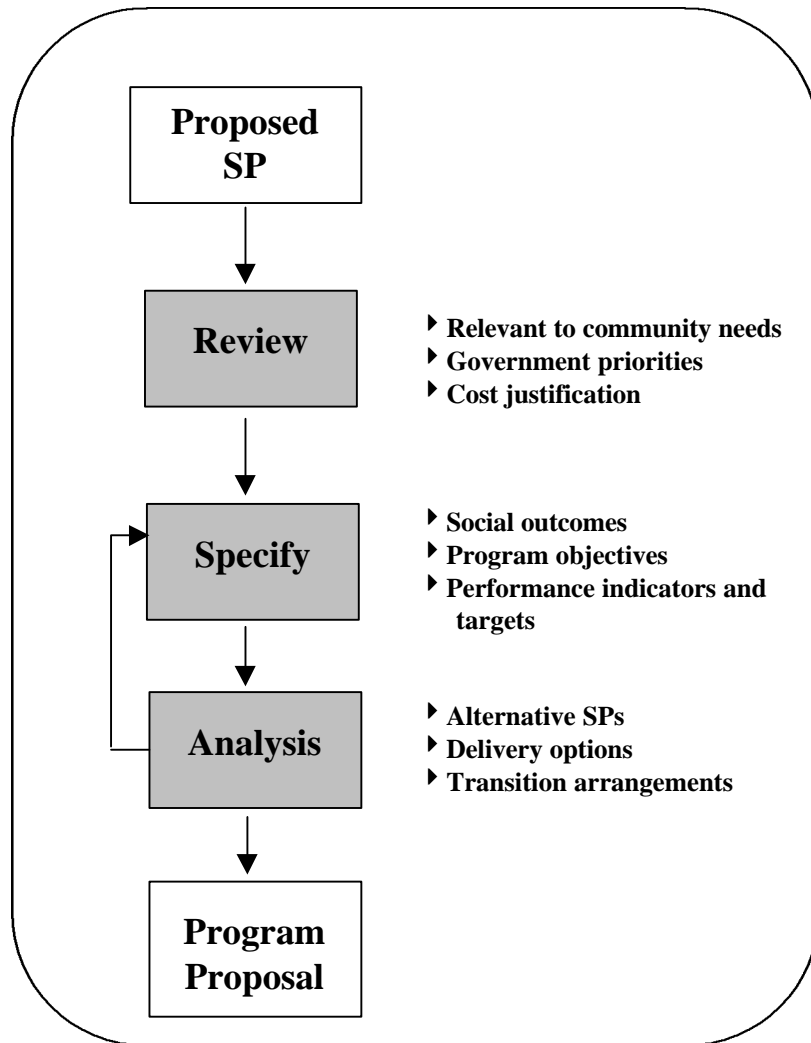 Proposed
SP
Review
Relevant to community needs
Government priorities
Cost justification
Specify
Social outcomes
Program objectives
Performance indicators and
targets
Analysis
Alternative SPs
Delivery options
Transition arrangements
Program
Proposal